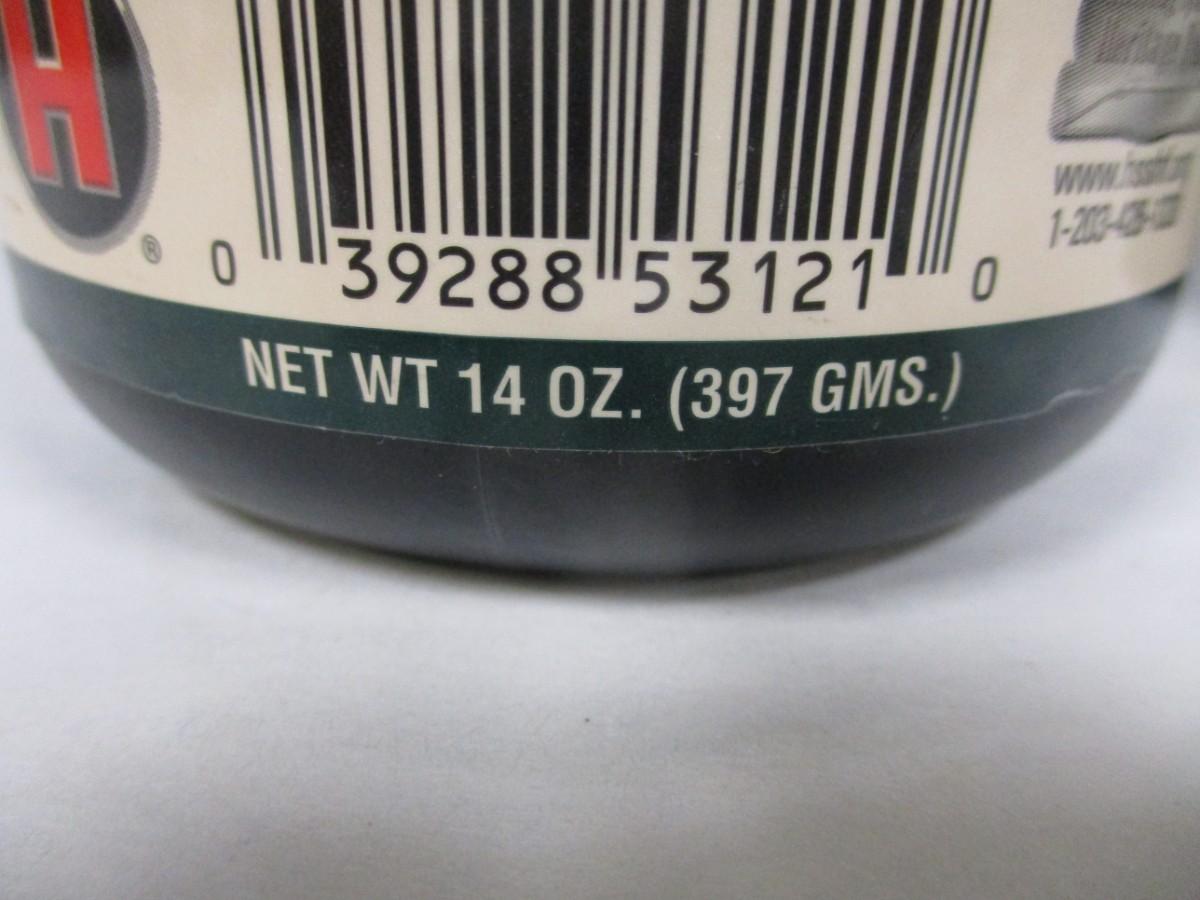 H
®
0 39288 53121 0
NET WT 14 OZ. (397 GMS.)